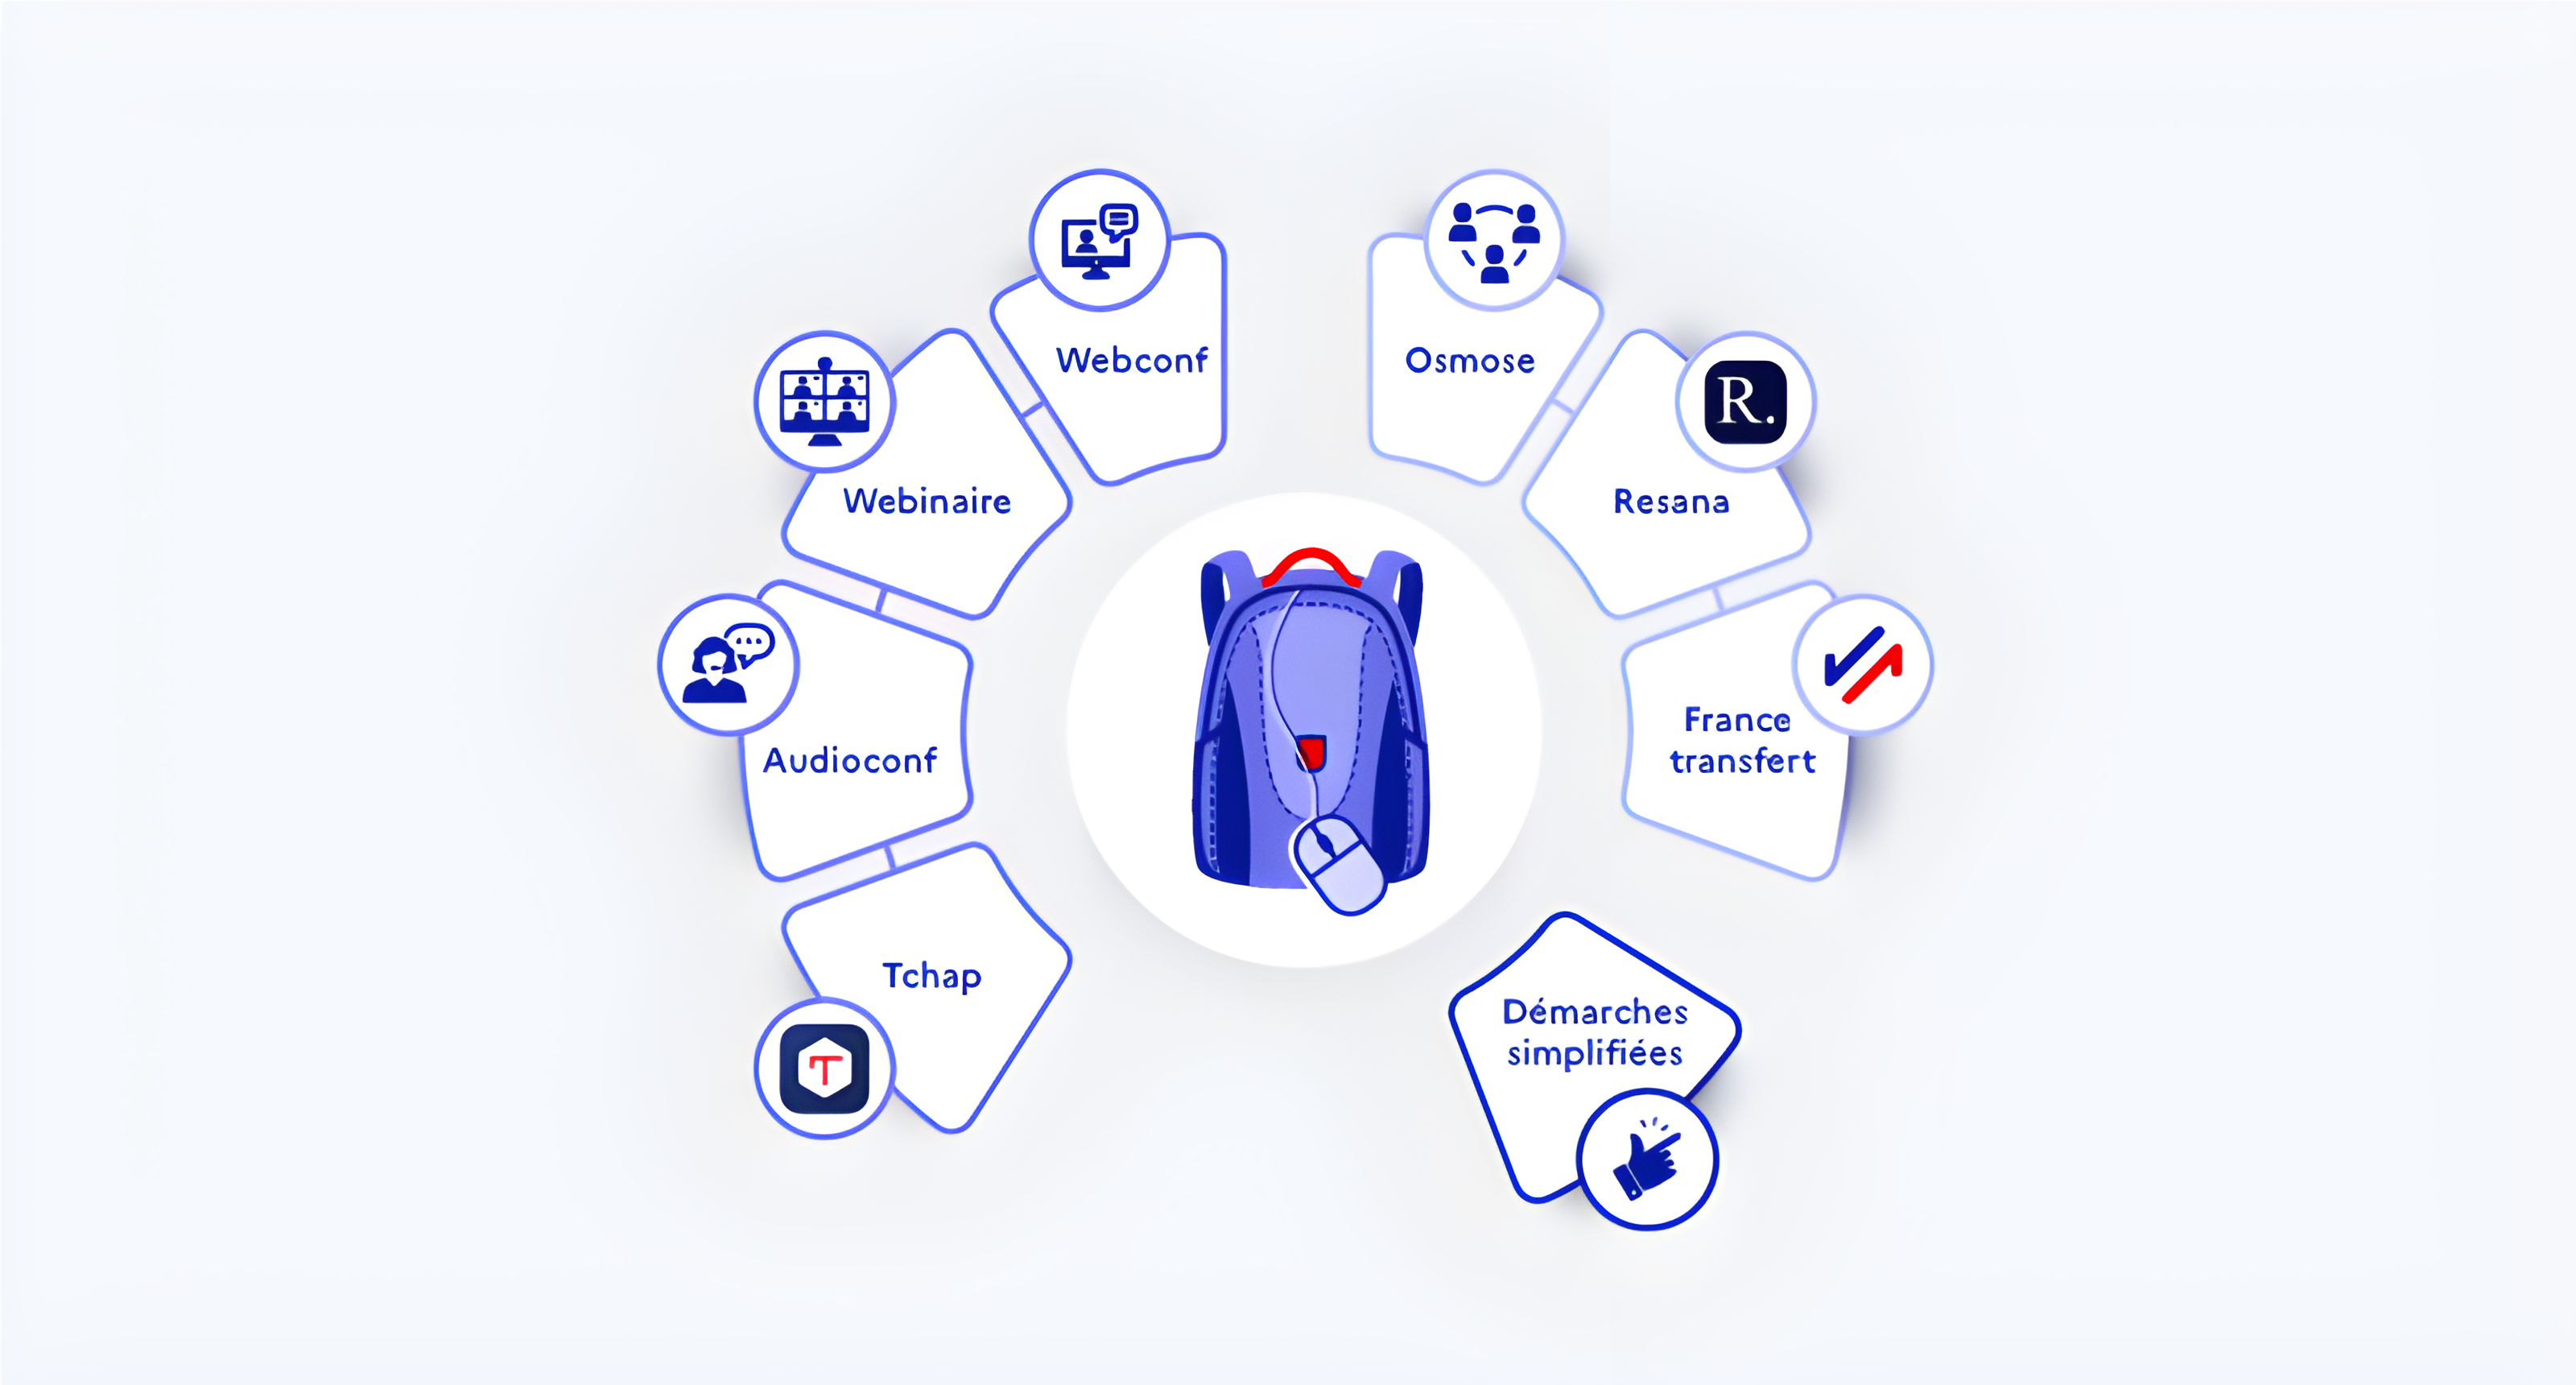 Webconf
Osmose
R.
Webinaire
Resana
Audioconf
France
transfert
Tchap
T
Démarches
simplifiées